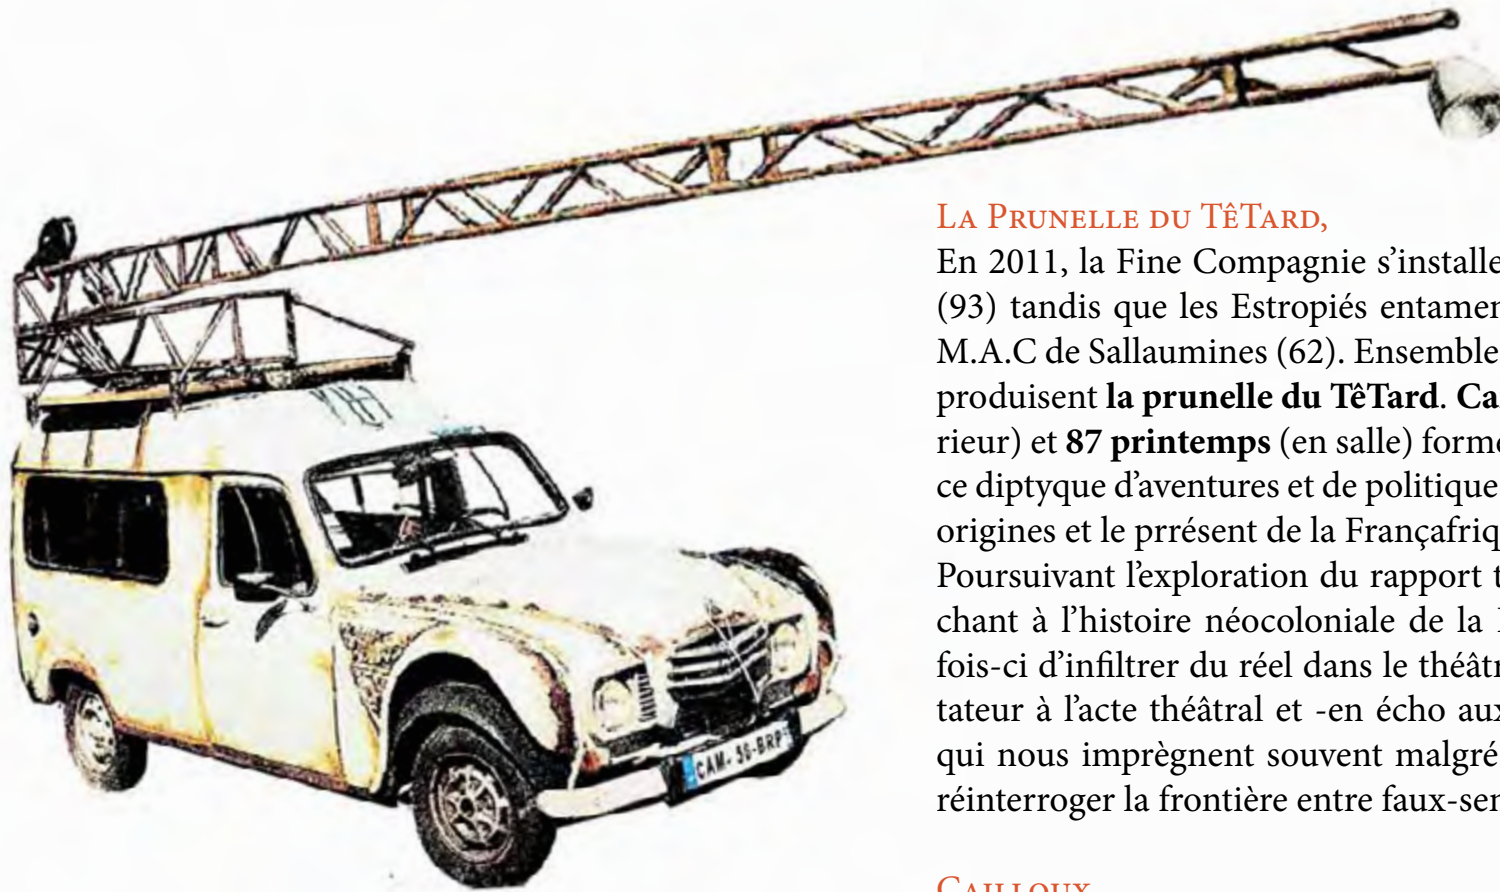 LA PRUNELLE DU TêTARD,
En 2011, la Fine Compagnie s’installe
(93) tandis que les Estropiés entamen
M.A.C de Sallaumines (62). Ensemble
produisent la prunelle du TêTard. Ca
rieur) et 87 printemps (en salle) forme
ce diptyque d’aventures et de politique
origines et le prrésent de la Françafriq
Poursuivant l’exploration du rapport t
chant à l’histoire néocoloniale de la
fois-ci d’infiltrer du réel dans le théâtr
tateur à l’acte théâtral et -en écho aux
qui nous imprègnent souvent malgré
réinterroger la frontière entre faux-sem
CAILLOUX
CAM- 56-BRP